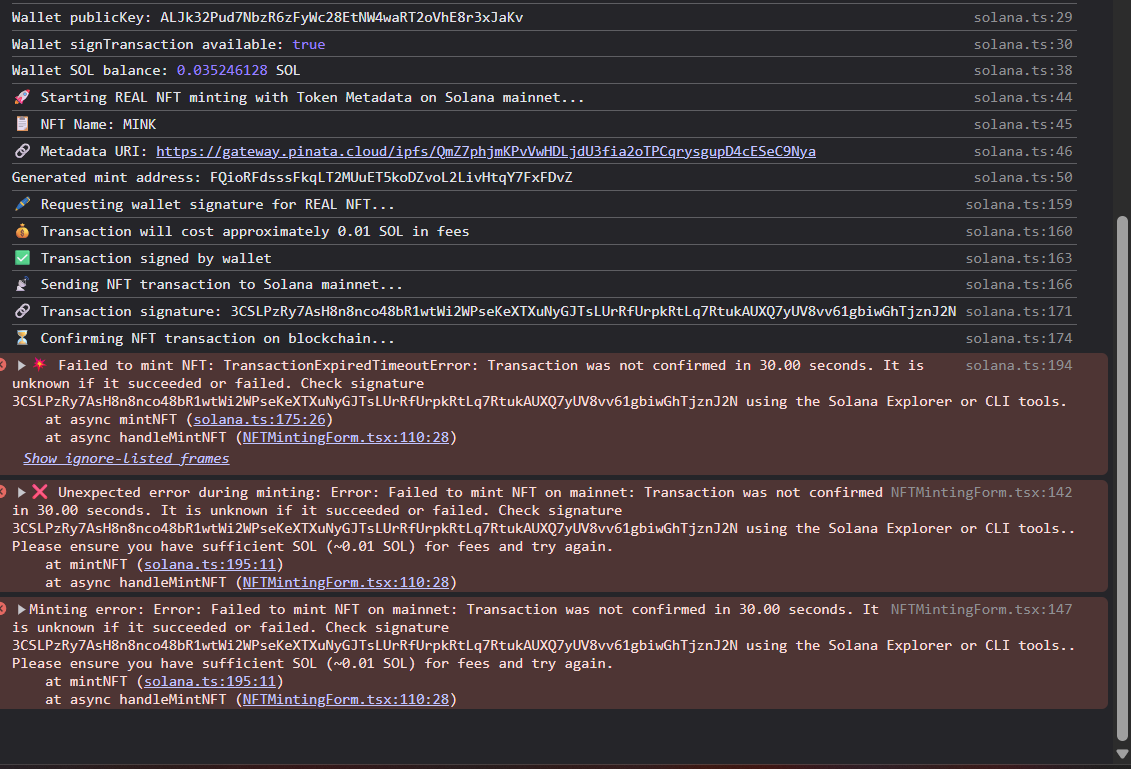 Wallet publicKey: ALJk32Pud7NbzR6zFyWc28EtNW4waRT2oVhE8r3xJaKv solana.ts:29
Wallet signTransaction available: true solana.ts:30
Wallet SOL balance: 0.035246128 SOL solana.ts:38
🚀 Starting REAL NFT minting with Token Metadata on Solana mainnet... solana.ts:44
📋 NFT Name: MINK solana.ts:45
🔗 Metadata URI: https://gateway.pinata.cloud/ipfs/QmZ7phjmKPvVwHDLjdU3fia2oTPCqrysgupD4cESeC9Nya solana.ts:46
Generated mint address: FQioRFdsssFkqLT2MUuET5koDZvoL2LivHtqY7FxFDvZ solana.ts:50
🖊️ Requesting wallet signature for REAL NFT... solana.ts:159
💰 Transaction will cost approximately 0.01 SOL in fees solana.ts:160
✅ Transaction signed by wallet solana.ts:163
📡 Sending NFT transaction to Solana mainnet... solana.ts:166
🔗 Transaction signature: 3CSLPzRy7AsH8n8nco48bR1wtWi2WPseKeXTXuNyGJTsLUrRfUrpkRtLq7RtukAUXQ7yUV8vv61gbiwGhTjznJ2N solana.ts:171
⏳ Confirming NFT transaction on blockchain... solana.ts:174
▶💥 Failed to mint NFT: TransactionExpiredTimeoutError: Transaction was not confirmed in 30.00 seconds. It is solana.ts:194
unknown if it succeeded or failed. Check signature
3CSLPzRy7AsH8n8nco48bR1wtWi2WPseKeXTXuNyGJTsLUrRfUrpkRtLq7RtukAUXQ7yUV8vv61gbiwGhTjznJ2N using the Solana Explorer or CLI tools.
at async mintNFT (solana.ts:175:26)
at async handleMintNFT (NFTMintingForm.tsx:110:28)
Show ignore-listed frames
▶❌ Unexpected error during minting: Error: Failed to mint NFT on mainnet: Transaction was not confirmed NFTMintingForm.tsx:142
in 30.00 seconds. It is unknown if it succeeded or failed. Check signature
3CSLPzRy7AsH8n8nco48bR1wtWi2WPseKeXTXuNyGJTsLUrRfUrpkRtLq7RtukAUXQ7yUV8vv61gbiwGhTjznJ2N using the Solana Explorer or CLI tools..
Please ensure you have sufficient SOL (~0.01 SOL) for fees and try again.
at mintNFT (solana.ts:195:11)
at async handleMintNFT (NFTMintingForm.tsx:110:28)
▶Minting error: Error: Failed to mint NFT on mainnet: Transaction was not confirmed in 30.00 seconds. It NFTMintingForm.tsx:147
is unknown if it succeeded or failed. Check signature
3CSLPzRy7AsH8n8nco48bR1wtWi2WPseKeXTXuNyGJTsLUrRfUrpkRtLq7RtukAUXQ7yUV8vv61gbiwGhTjznJ2N using the Solana Explorer or CLI tools..
Please ensure you have sufficient SOL (~0.01 SOL) for fees and try again.
at mintNFT (solana.ts:195:11)
at async handleMintNFT (NFTMintingForm.tsx:110:28)